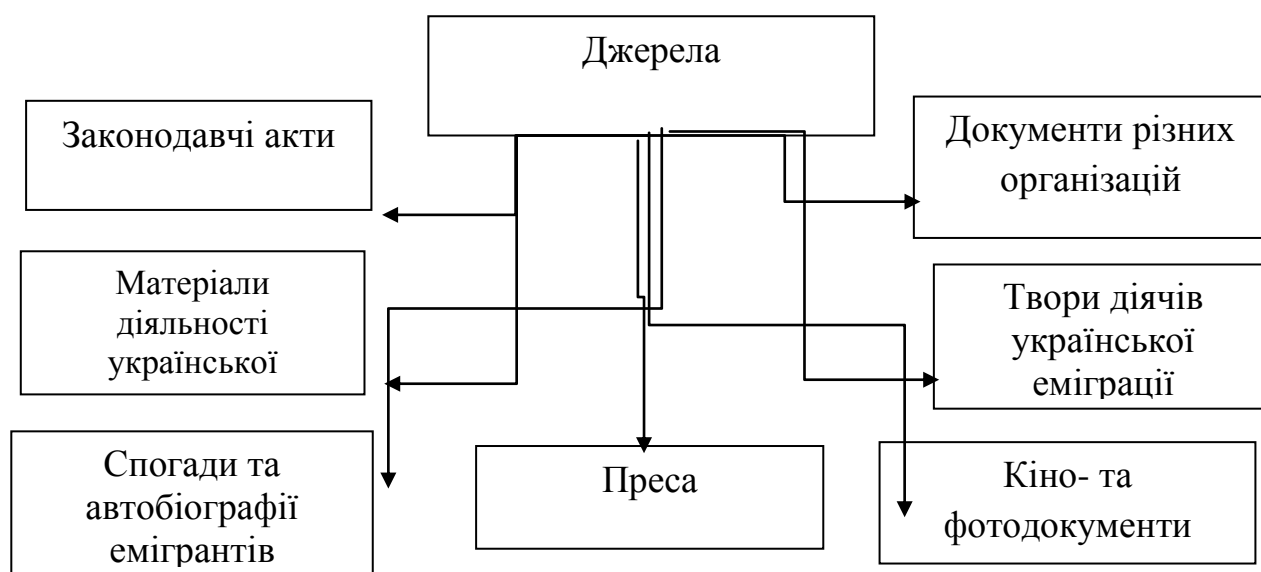 Джерела
Законодавчі акти
Документи різних
організацій
Матеріали
діяльності
української
Твори діячів
української
еміграції
Спогади та
автобіографії
емігрантів
Преса
Кіно- та
фотодокументи